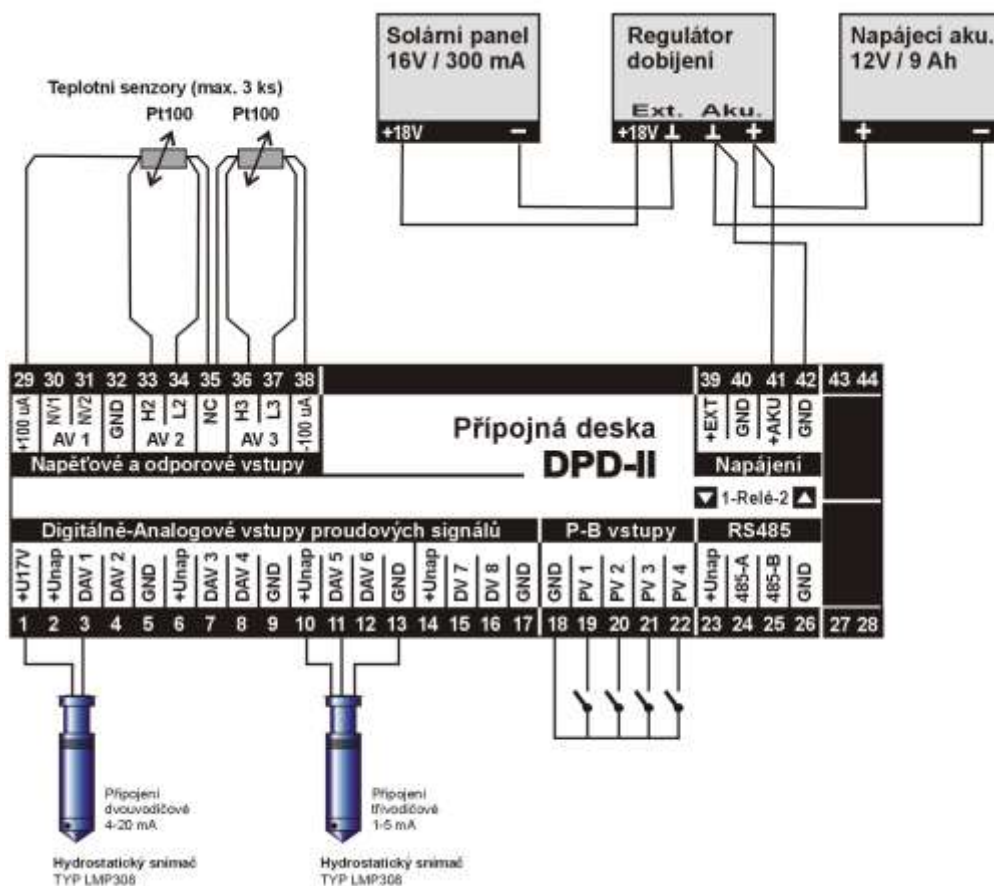 Solární panel
16V / 300 mA
+18V −
Regulátor
dobíjení
Ext. Aku.
+18V ⊥ ⊥ +
Napájecí aku.
12V / 9 Ah
+ −
Teplotní senzory (max. 3 ks)
Pt100 Pt100
29 30 31 32 33 34 35 36 37 38
+100 uA NV1 NV2 GND H2 L2 NC H3 L3 -100 uA
AV 1 AV 2 AV 3
Napěťové a odporové vstupy
39 40 41 42 43 44
+EXT GND +AKU GND
Napájení
Přípojná deska
DPD-II
▼ 1-Relé-2 ▲
Digitálně-Analogové vstupy proudových signálů
P-B vstupy
RS485
+U17V +Unap DAV 1 DAV 2 GND +Unap DAV 3 DAV 4 GND +Unap DAV 5 DAV 6 GND +Unap DV 7 DV 8 GND GND PV 1 PV 2 PV 3 PV 4 +Unap 485-A 485-B GND
1 2 3 4 5 6 7 8 9 10 11 12 13 14 15 16 17 18 19 20 21 22 23 24 25 26 27 28
Připojení
dvouvodičové
4-20 mA
Hydrostatický snímač
TYP LMP308
Připojení
třívodičové
1-5 mA
Hydrostatický snímač
TYP LMP308